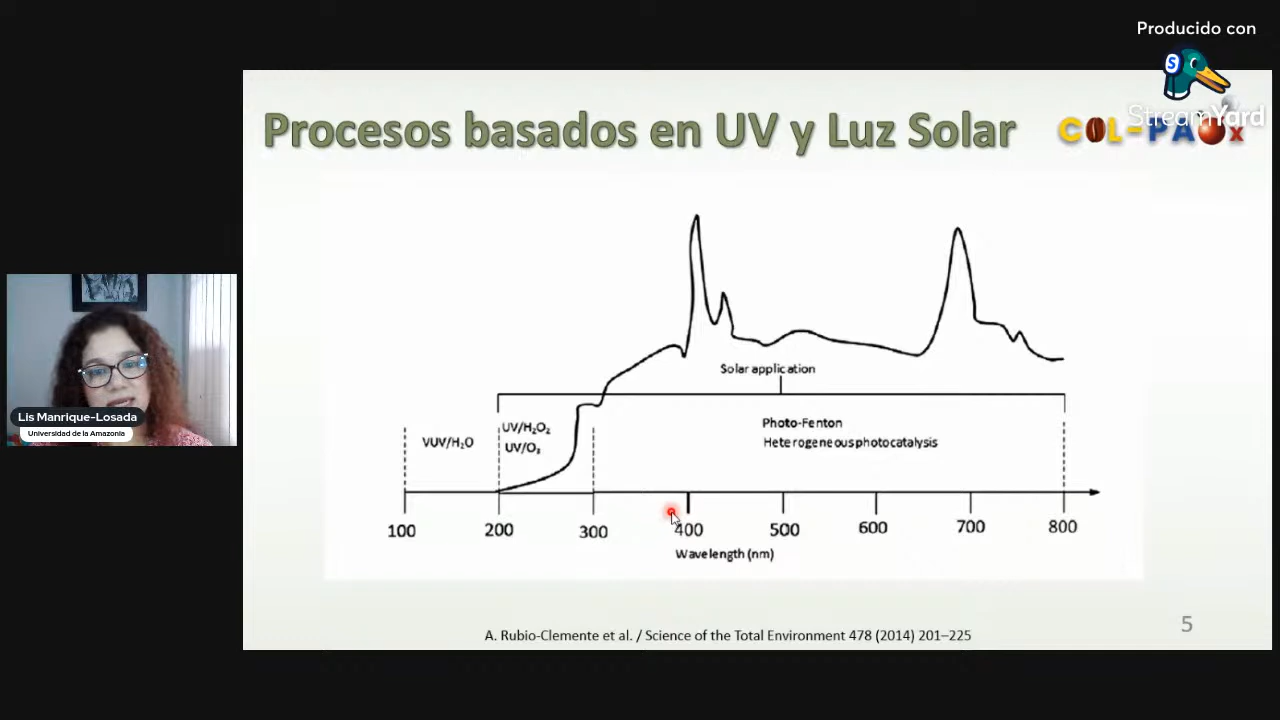 Producido con
StreamYard
Procesos basados en UV y Luz Solar
COL-PAOx
Solar application
UV/H₂O₂
UV/O₃
VUV/H₂O
Photo-Fenton
Heterogeneous photocatalysis
100 200 300 400 500 600 700 800
Wavelength (nm)
Lis Manrique-Losada
Universidad de la Amazonia
A. Rubio-Clemente et al. / Science of the Total Environment 478 (2014) 201–225
5